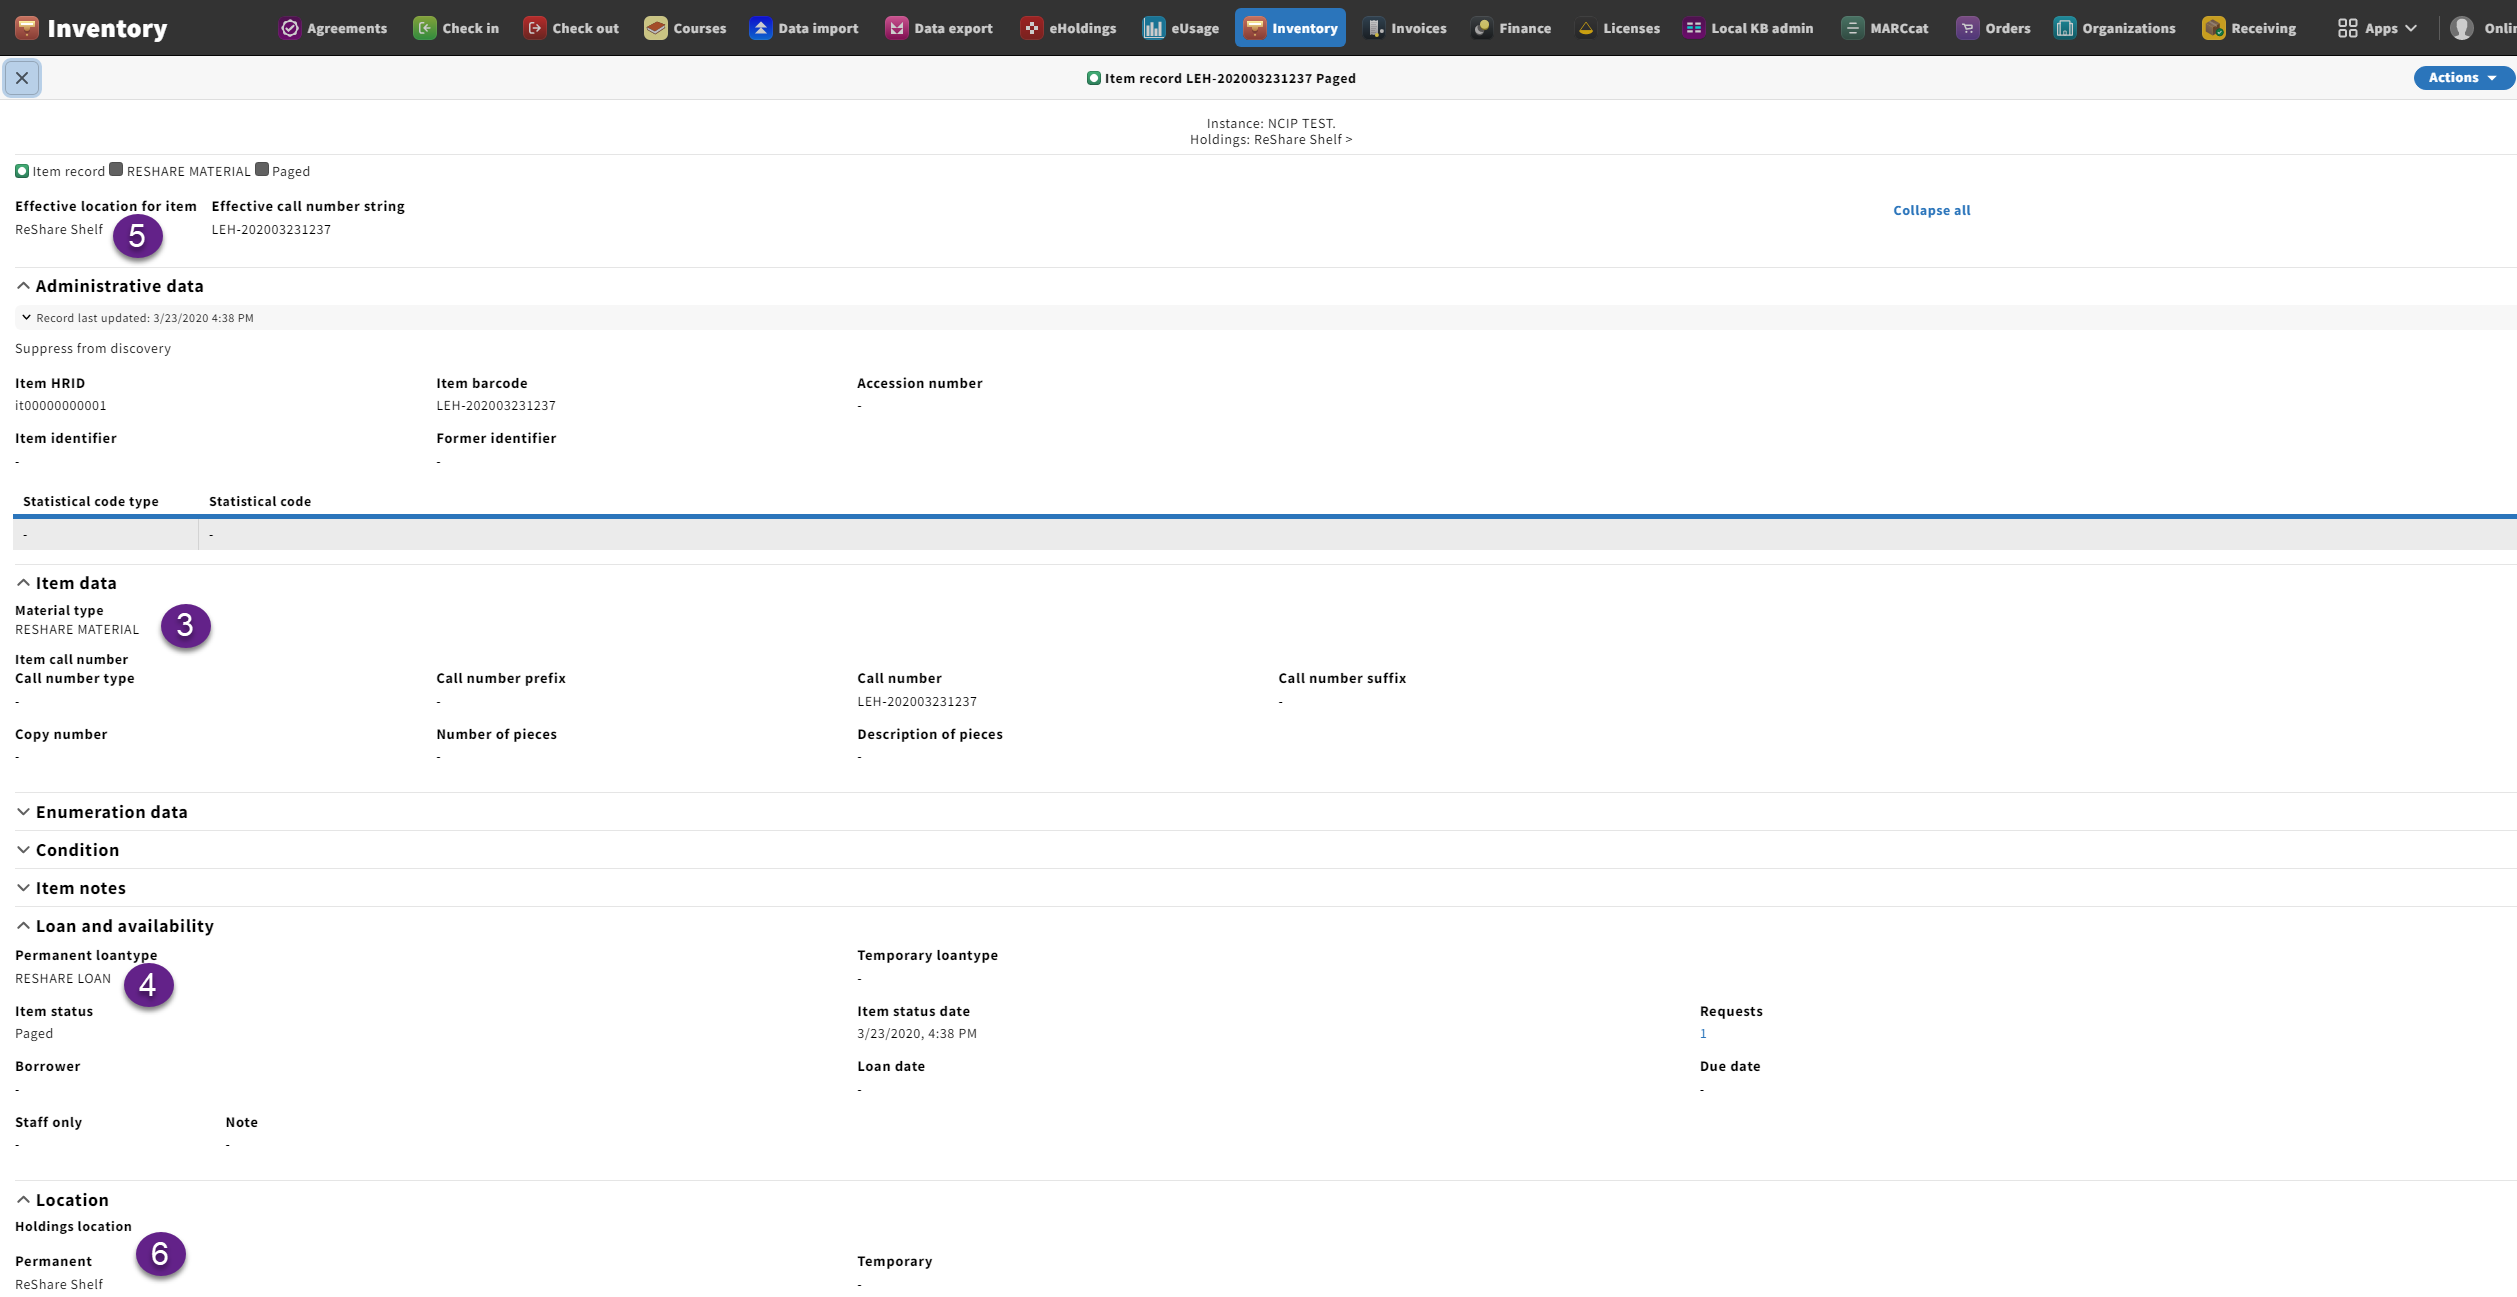 Inventory Agreements Check in Check out Courses Data import Data export eHoldings eUsage Inventory Invoices Finance Licenses Local KB admin MARCcat Orders Organizations Receiving Apps
Item record LEH-202003231237 Paged Actions
Instance: NCIP TEST.
Holdings: ReShare Shelf >
Item record RESHARE MATERIAL Paged
Effective location for item Effective call number string
Collapse all
ReShare Shelf 5 LEH-202003231237
Administrative data
Record last updated: 3/23/2020 4:38 PM
Suppress from discovery
Item HRID Item barcode Accession number
it00000000001 LEH-202003231237 -
Item identifier Former identifier
- -
Statistical code type Statistical code
- -
Item data
Material type
RESHARE MATERIAL 3
Item call number
Call number type Call number prefix Call number Call number suffix
- - LEH-202003231237 -
Copy number Number of pieces Description of pieces
- - -
Enumeration data
Condition
Item notes
Loan and availability
Permanent loantype Temporary loantype
RESHARE LOAN 4 -
Item status Item status date Requests
Paged 3/23/2020, 4:38 PM 1
Borrower Loan date Due date
- - -
Staff only Note
- -
Location
Holdings location
6
Permanent Temporary
ReShare Shelf -